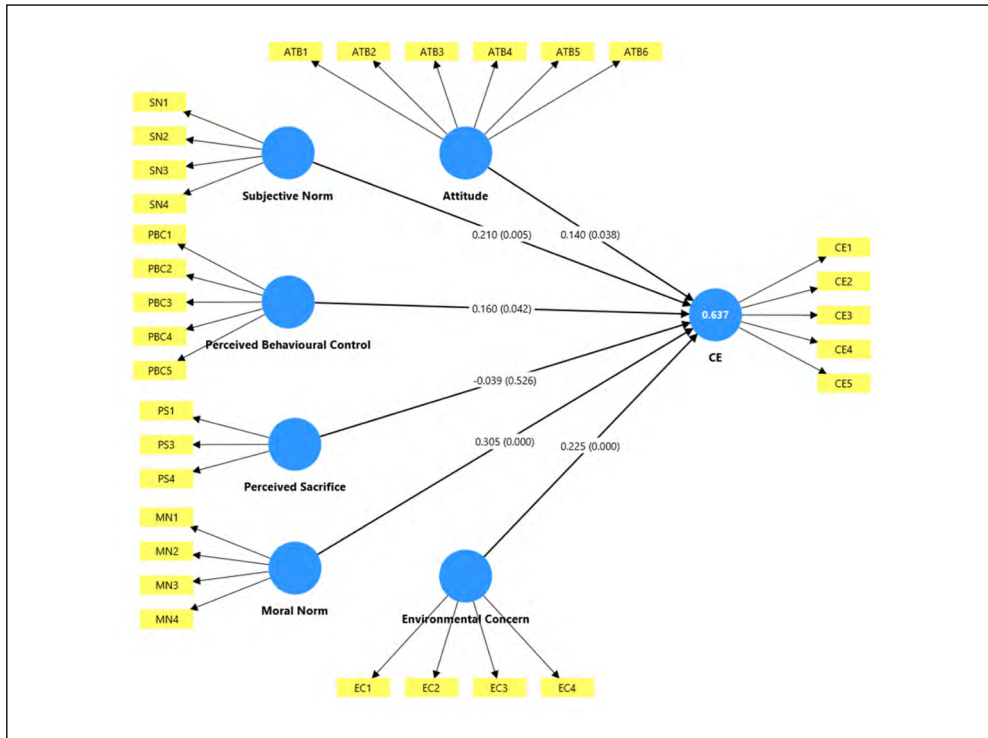 ATB1 ATB2 ATB3 ATB4 ATB5 ATB6
SN1
SN2
SN3
SN4
Subjective Norm
Attitude
0.210 (0.005)
0.140 (0.038)
PBC1
PBC2
PBC3
PBC4
PBC5
Perceived Behavioural Control
0.160 (0.042)
CE1
CE2
CE3
CE4
CE5
0.637
CE
-0.039 (0.526)
PS1
PS3
PS4
Perceived Sacrifice
0.305 (0.000)
0.225 (0.000)
MN1
MN2
MN3
MN4
Moral Norm
Environmental Concern
EC1 EC2 EC3 EC4